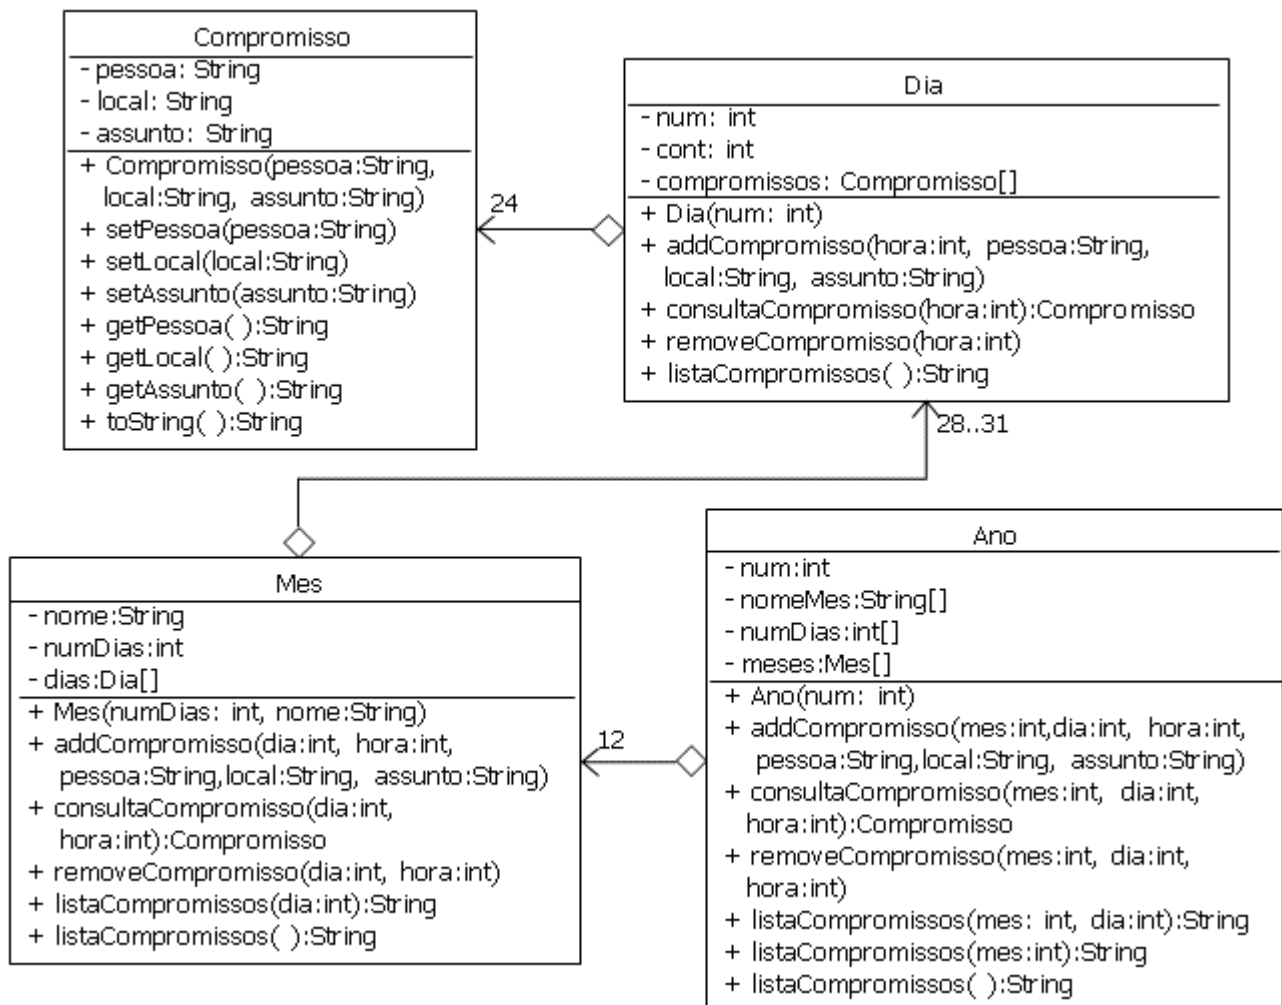 Compromisso
- pessoa: String
- local: String
- assunto: String
+ Compromisso(pessoa:String,
local:String, assunto:String)
+ setPessoa(pessoa:String)
+ setLocal(local:String)
+ setAssunto(assunto:String)
+ getPessoa( ):String
+ getLocal( ):String
+ getAssunto( ):String
+ toString( ):String
24
Dia
- num: int
- cont: int
- compromissos: Compromisso[]
+ Dia(num: int)
+ addCompromisso(hora:int, pessoa:String,
local:String, assunto:String)
+ consultaCompromisso(hora:int):Compromisso
+ removeCompromisso(hora:int)
+ listaCompromissos( ):String
28..31
Mes
- nome:String
- numDias:int
- dias:Dia[]
+ Mes(numDias: int, nome:String)
+ addCompromisso(dia:int, hora:int,
pessoa:String,local:String, assunto:String)
+ consultaCompromisso(dia:int,
hora:int):Compromisso
+ removeCompromisso(dia:int, hora:int)
+ listaCompromissos(dia:int):String
+ listaCompromissos( ):String
12
Ano
- num:int
- nomeMes:String[]
- numDias:int[]
- meses:Mes[]
+ Ano(num: int)
+ addCompromisso(mes:int,dia:int, hora:int,
pessoa:String,local:String, assunto:String)
+ consultaCompromisso(mes:int, dia:int,
hora:int):Compromisso
+ removeCompromisso(mes:int, dia:int,
hora:int)
+ listaCompromissos(mes: int, dia:int):String
+ listaCompromissos(mes:int):String
+ listaCompromissos( ):String